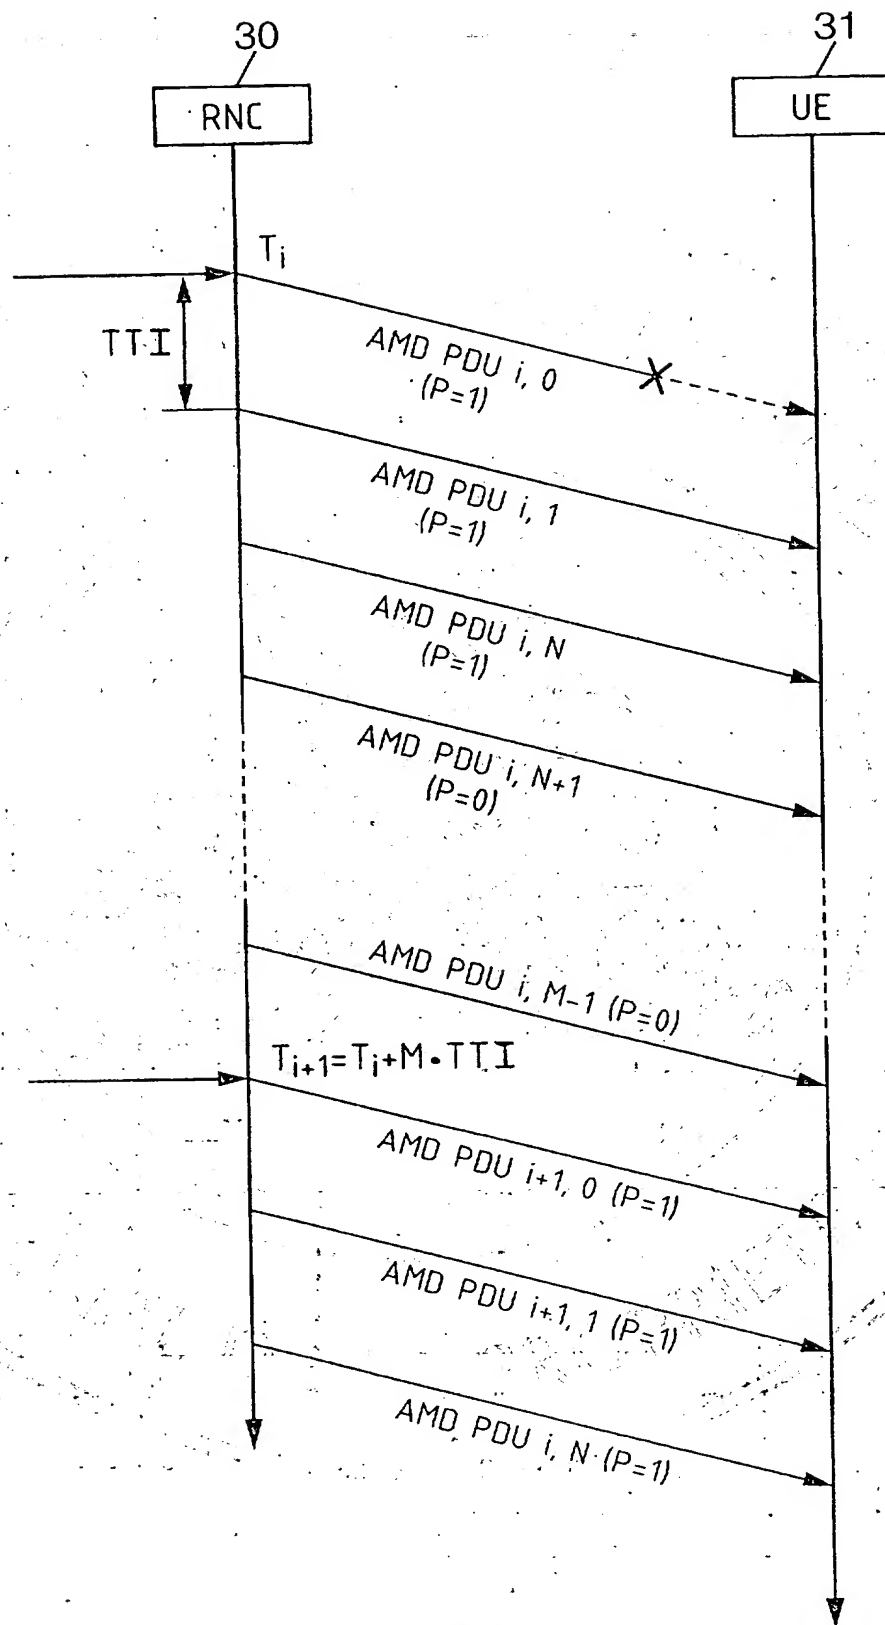 30
31
RNC
UE
Ti
TTI
AMD PDU i, 0
(P=1)
AMD PDU i, 1
(P=1)
AMD PDU i, N
(P=1)
AMD PDU i, N+1
(P=0)
AMD PDU i, M-1 (P=0)
Ti+1=Ti+M•TTI
AMD PDU i+1, 0 (P=1)
AMD PDU i+1, 1 (P=1)
AMD PDU i, N (P=1)